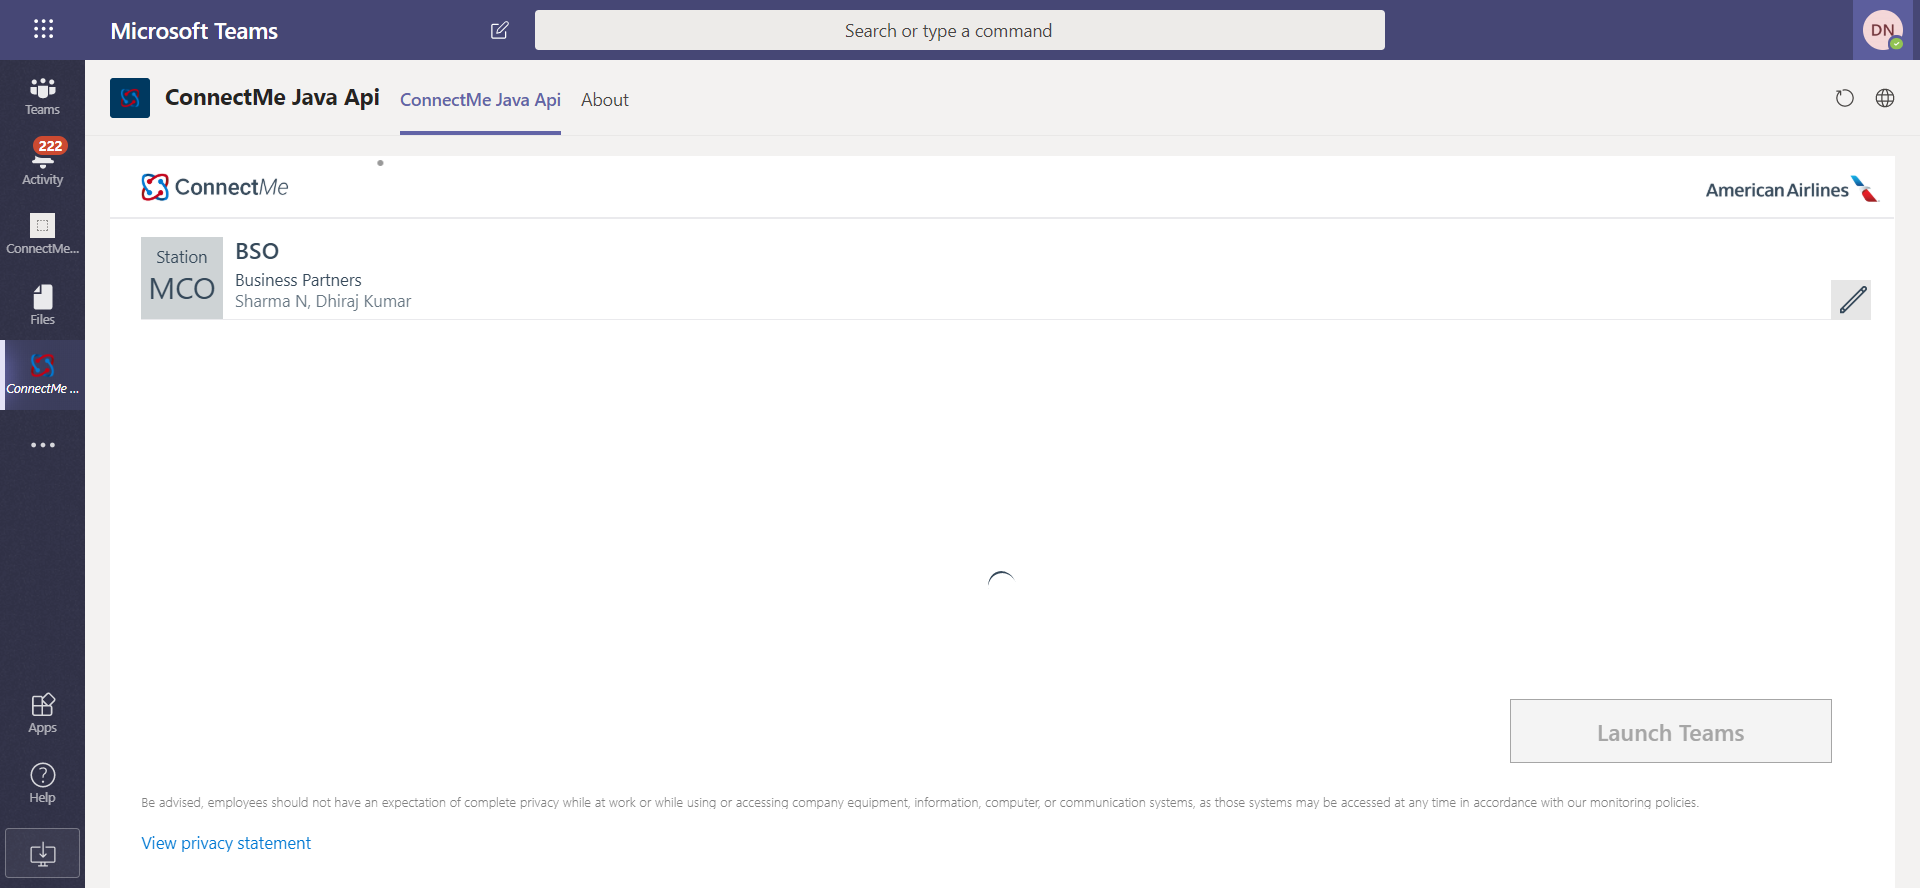 Microsoft Teams
Search or type a command
DN
Teams
222
Activity
ConnectMe...
Files
ConnectMe ...
Apps
Help
ConnectMe Java Api
ConnectMe Java Api
About
ConnectMe
American Airlines
Station
MCO
BSO
Business Partners
Sharma N, Dhiraj Kumar
Launch Teams
Be advised, employees should not have an expectation of complete privacy while at work or while using or accessing company equipment, information, computer, or communication systems, as those systems may be accessed at any time in accordance with our monitoring policies.
View privacy statement